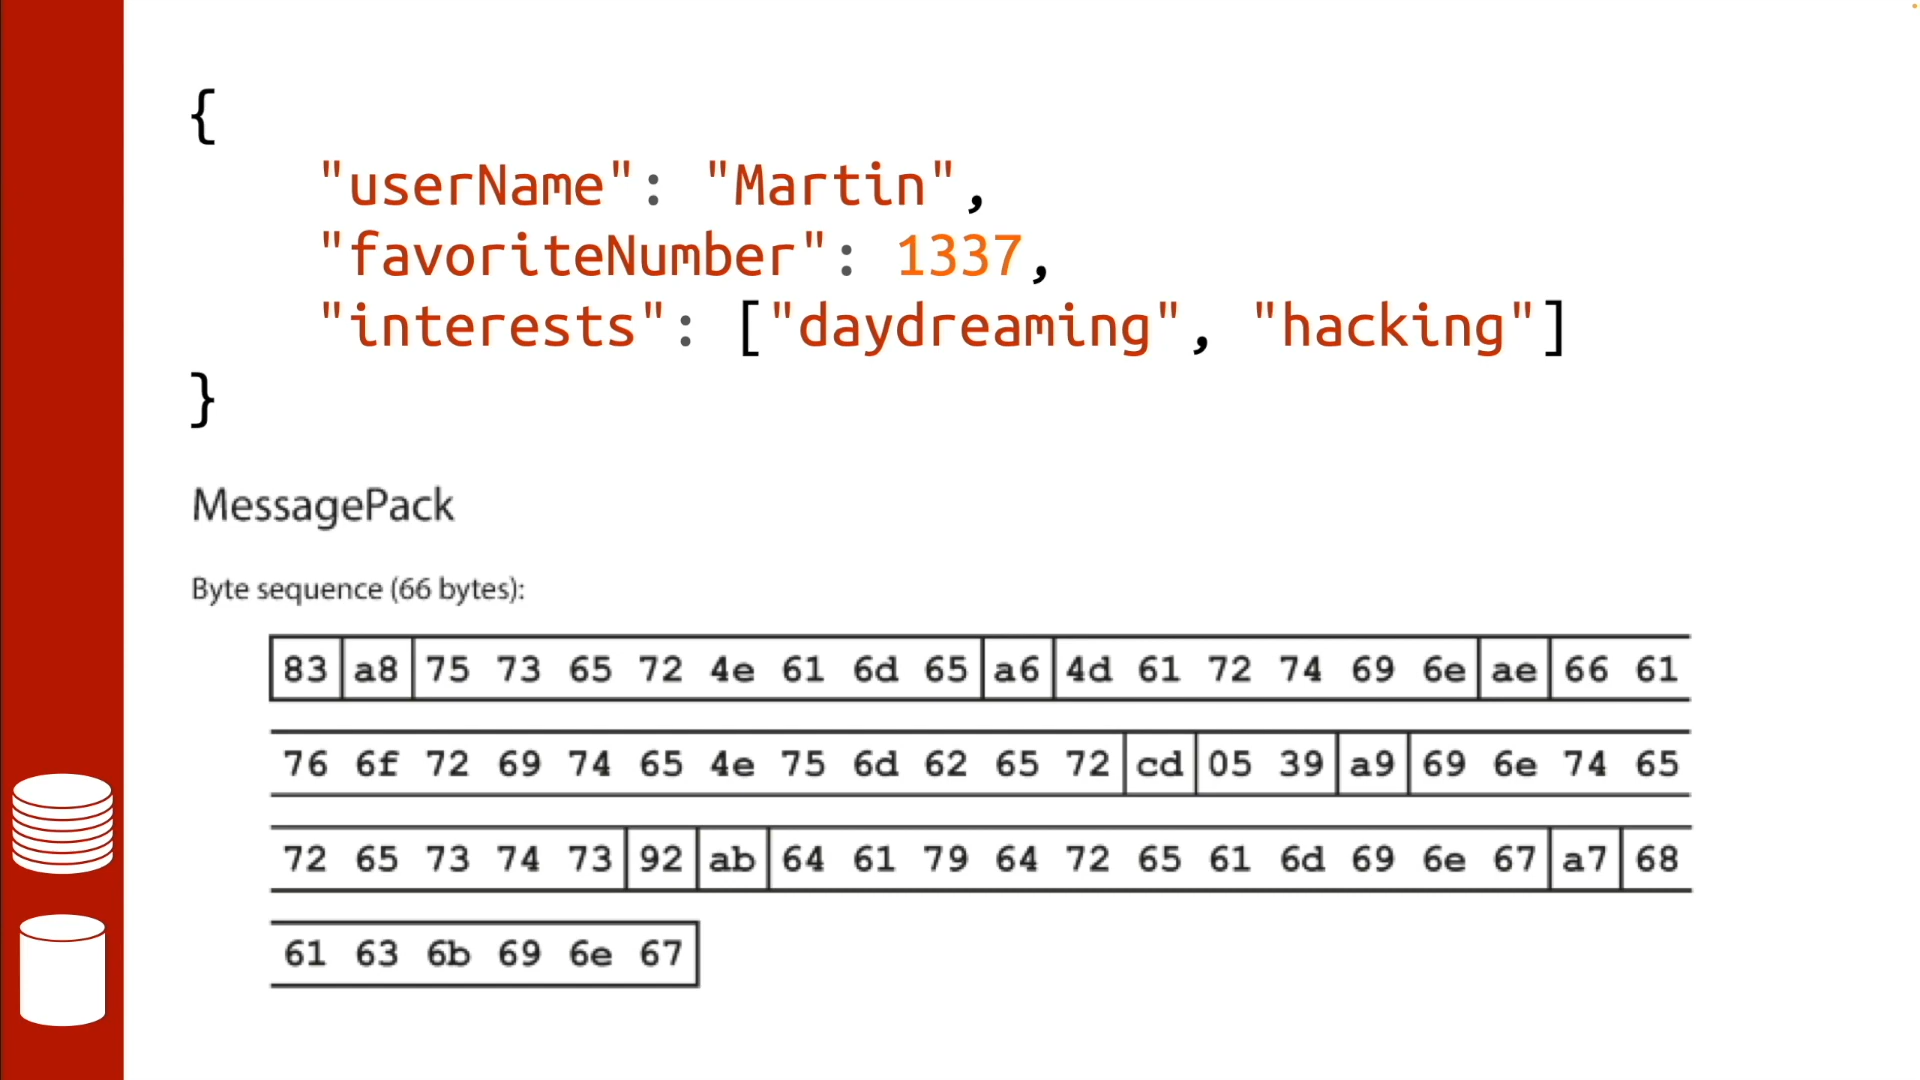 {
"userName": "Martin",
"favoriteNumber": 1337,
"interests": ["daydreaming", "hacking"]
}
MessagePack
Byte sequence (66 bytes):
83 a8 75 73 65 72 4e 61 6d 65 a6 4d 61 72 74 69 6e ae 66 61
76 6f 72 69 74 65 4e 75 6d 62 65 72 cd 05 39 a9 69 6e 74 65
72 65 73 74 73 92 ab 64 61 79 64 72 65 61 6d 69 6e 67 a7 68
61 63 6b 69 6e 67